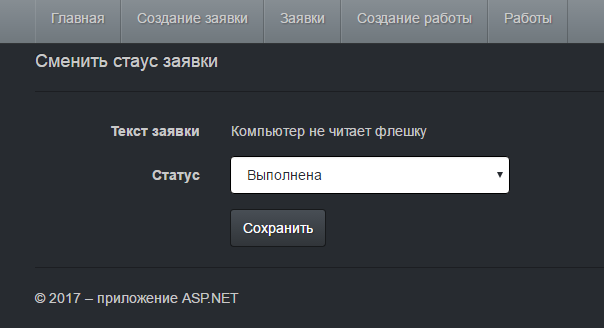 Главная Создание заявки Заявки Создание работы Работы
Сменить стаус заявки
Текст заявки Компьютер не читает флешку
Статус Выполнена
Сохранить
© 2017 – приложение ASP.NET